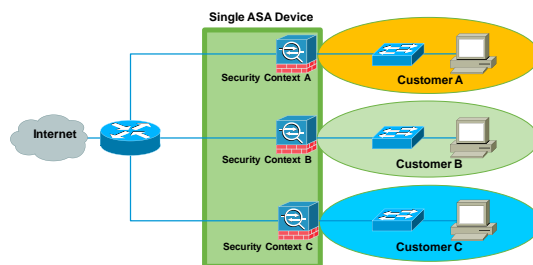 Single ASA Device
Security Context A
Customer A
Internet
Security Context B
Customer B
Security Context C
Customer C